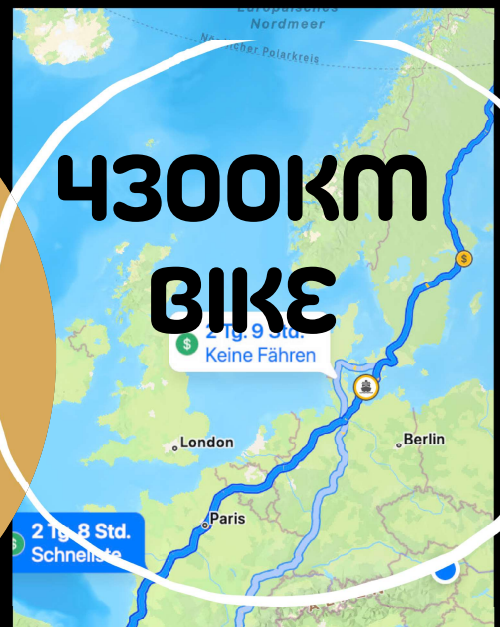 Europäisches
Nordmeer
Nördlicher Polarkreis
4300KM
BIKE
2 Tg. 9 Std.
Keine Fähren
London
Berlin
2 Tg. 8 Std.
Schnellste
Paris